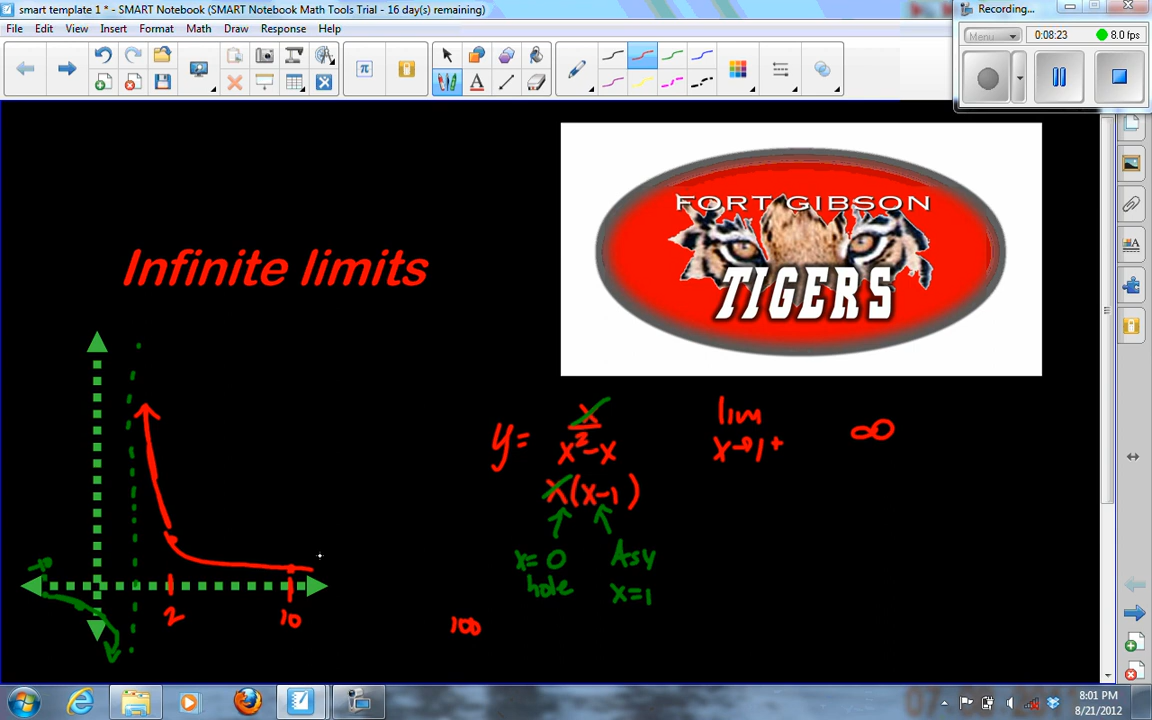 smart template 1 * - SMART Notebook (SMART Notebook Math Tools Trial - 16 day(s) remaining)
Recording...
File Edit View Insert Format Math Draw Response Help
Menu
0:08:23
8.0 fps
π
A
FORT GIBSON
TIGERS
Infinite limits
y= x
x²-x
x(x-1)
lim
x→1+
∞
x=0
hole
Asy
x=1
-10
2
10
100
8:01 PM
8/21/2012